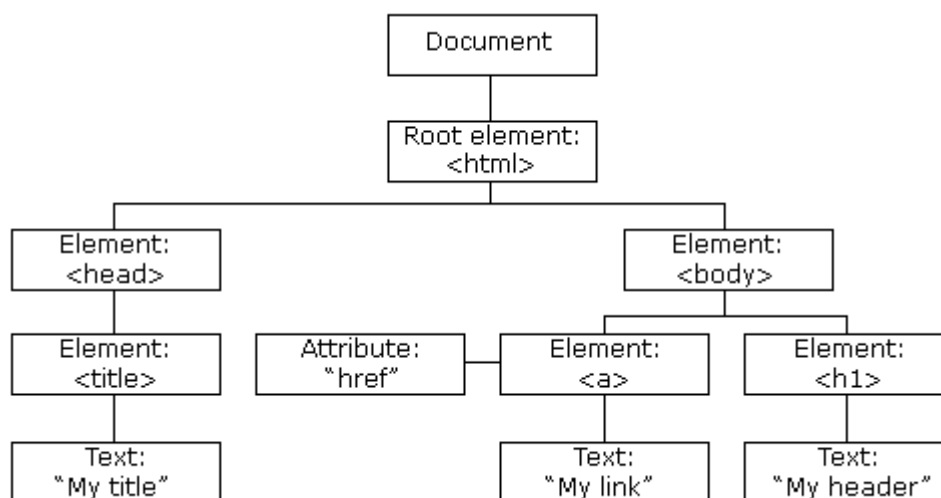 Document
Root element:
<html>
Element:
<head>
Element:
<body>
Element:
<title>
Attribute:
“href”
Element:
<a>
Element:
<h1>
Text:
“My title”
Text:
“My link”
Text:
“My header”